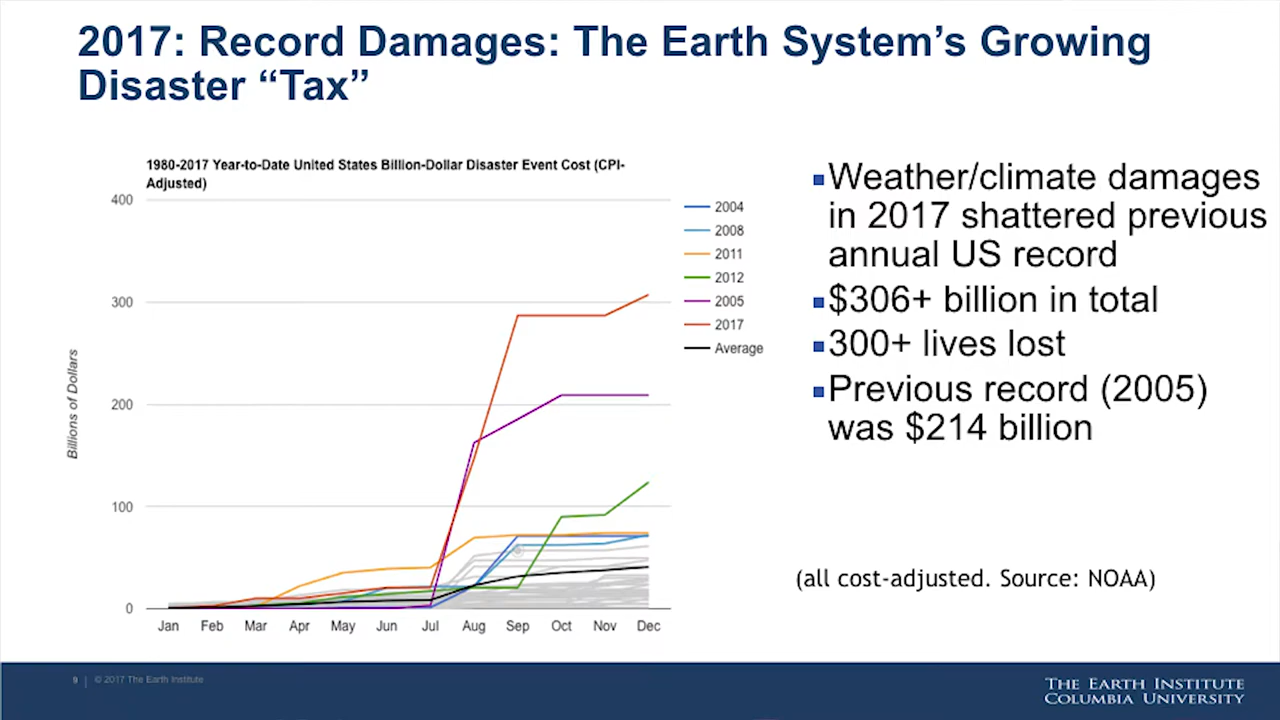 2017: Record Damages: The Earth System’s Growing
Disaster “Tax”
1980-2017 Year-to-Date United States Billion-Dollar Disaster Event Cost (CPI-
Adjusted)
400
300
200
100
0
Billions of Dollars
Jan Feb Mar Apr May Jun Jul Aug Sep Oct Nov Dec
2004
2008
2011
2012
2005
2017
Average
▪Weather/climate damages
in 2017 shattered previous
annual US record
▪$306+ billion in total
▪300+ lives lost
▪Previous record (2005)
was $214 billion
(all cost-adjusted. Source: NOAA)
9 | © 2017 The Earth Institute
THE EARTH INSTITUTE
COLUMBIA UNIVERSITY